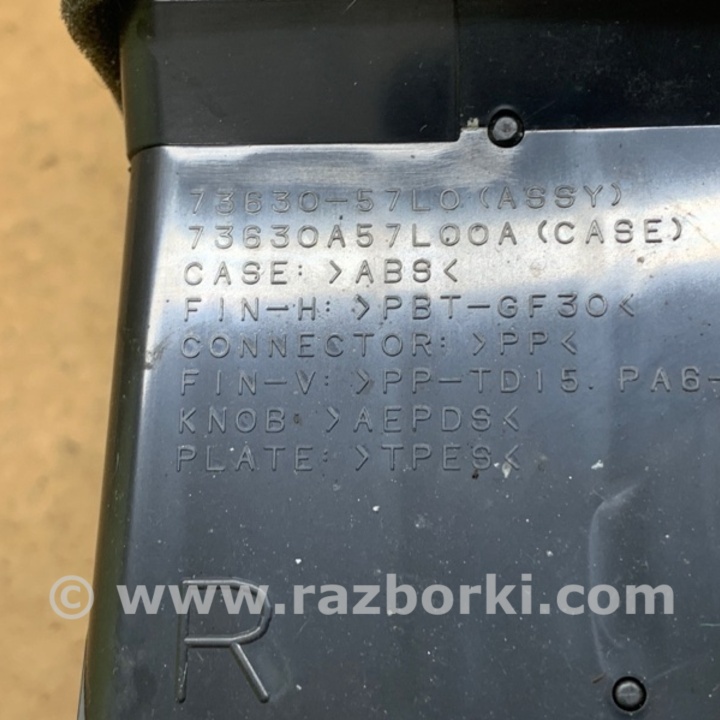 73630-57L0 (ASSY)
73630A57L00A (CASE)
CASE: >ABS<
FIN-H: >PBT-GF30<
CONNECTOR: >PP<
FIN-V: >PP-TD15. PA6-
KNOB: >AEPDS<
PLATE: >TPES<
© www.razborki.com
R